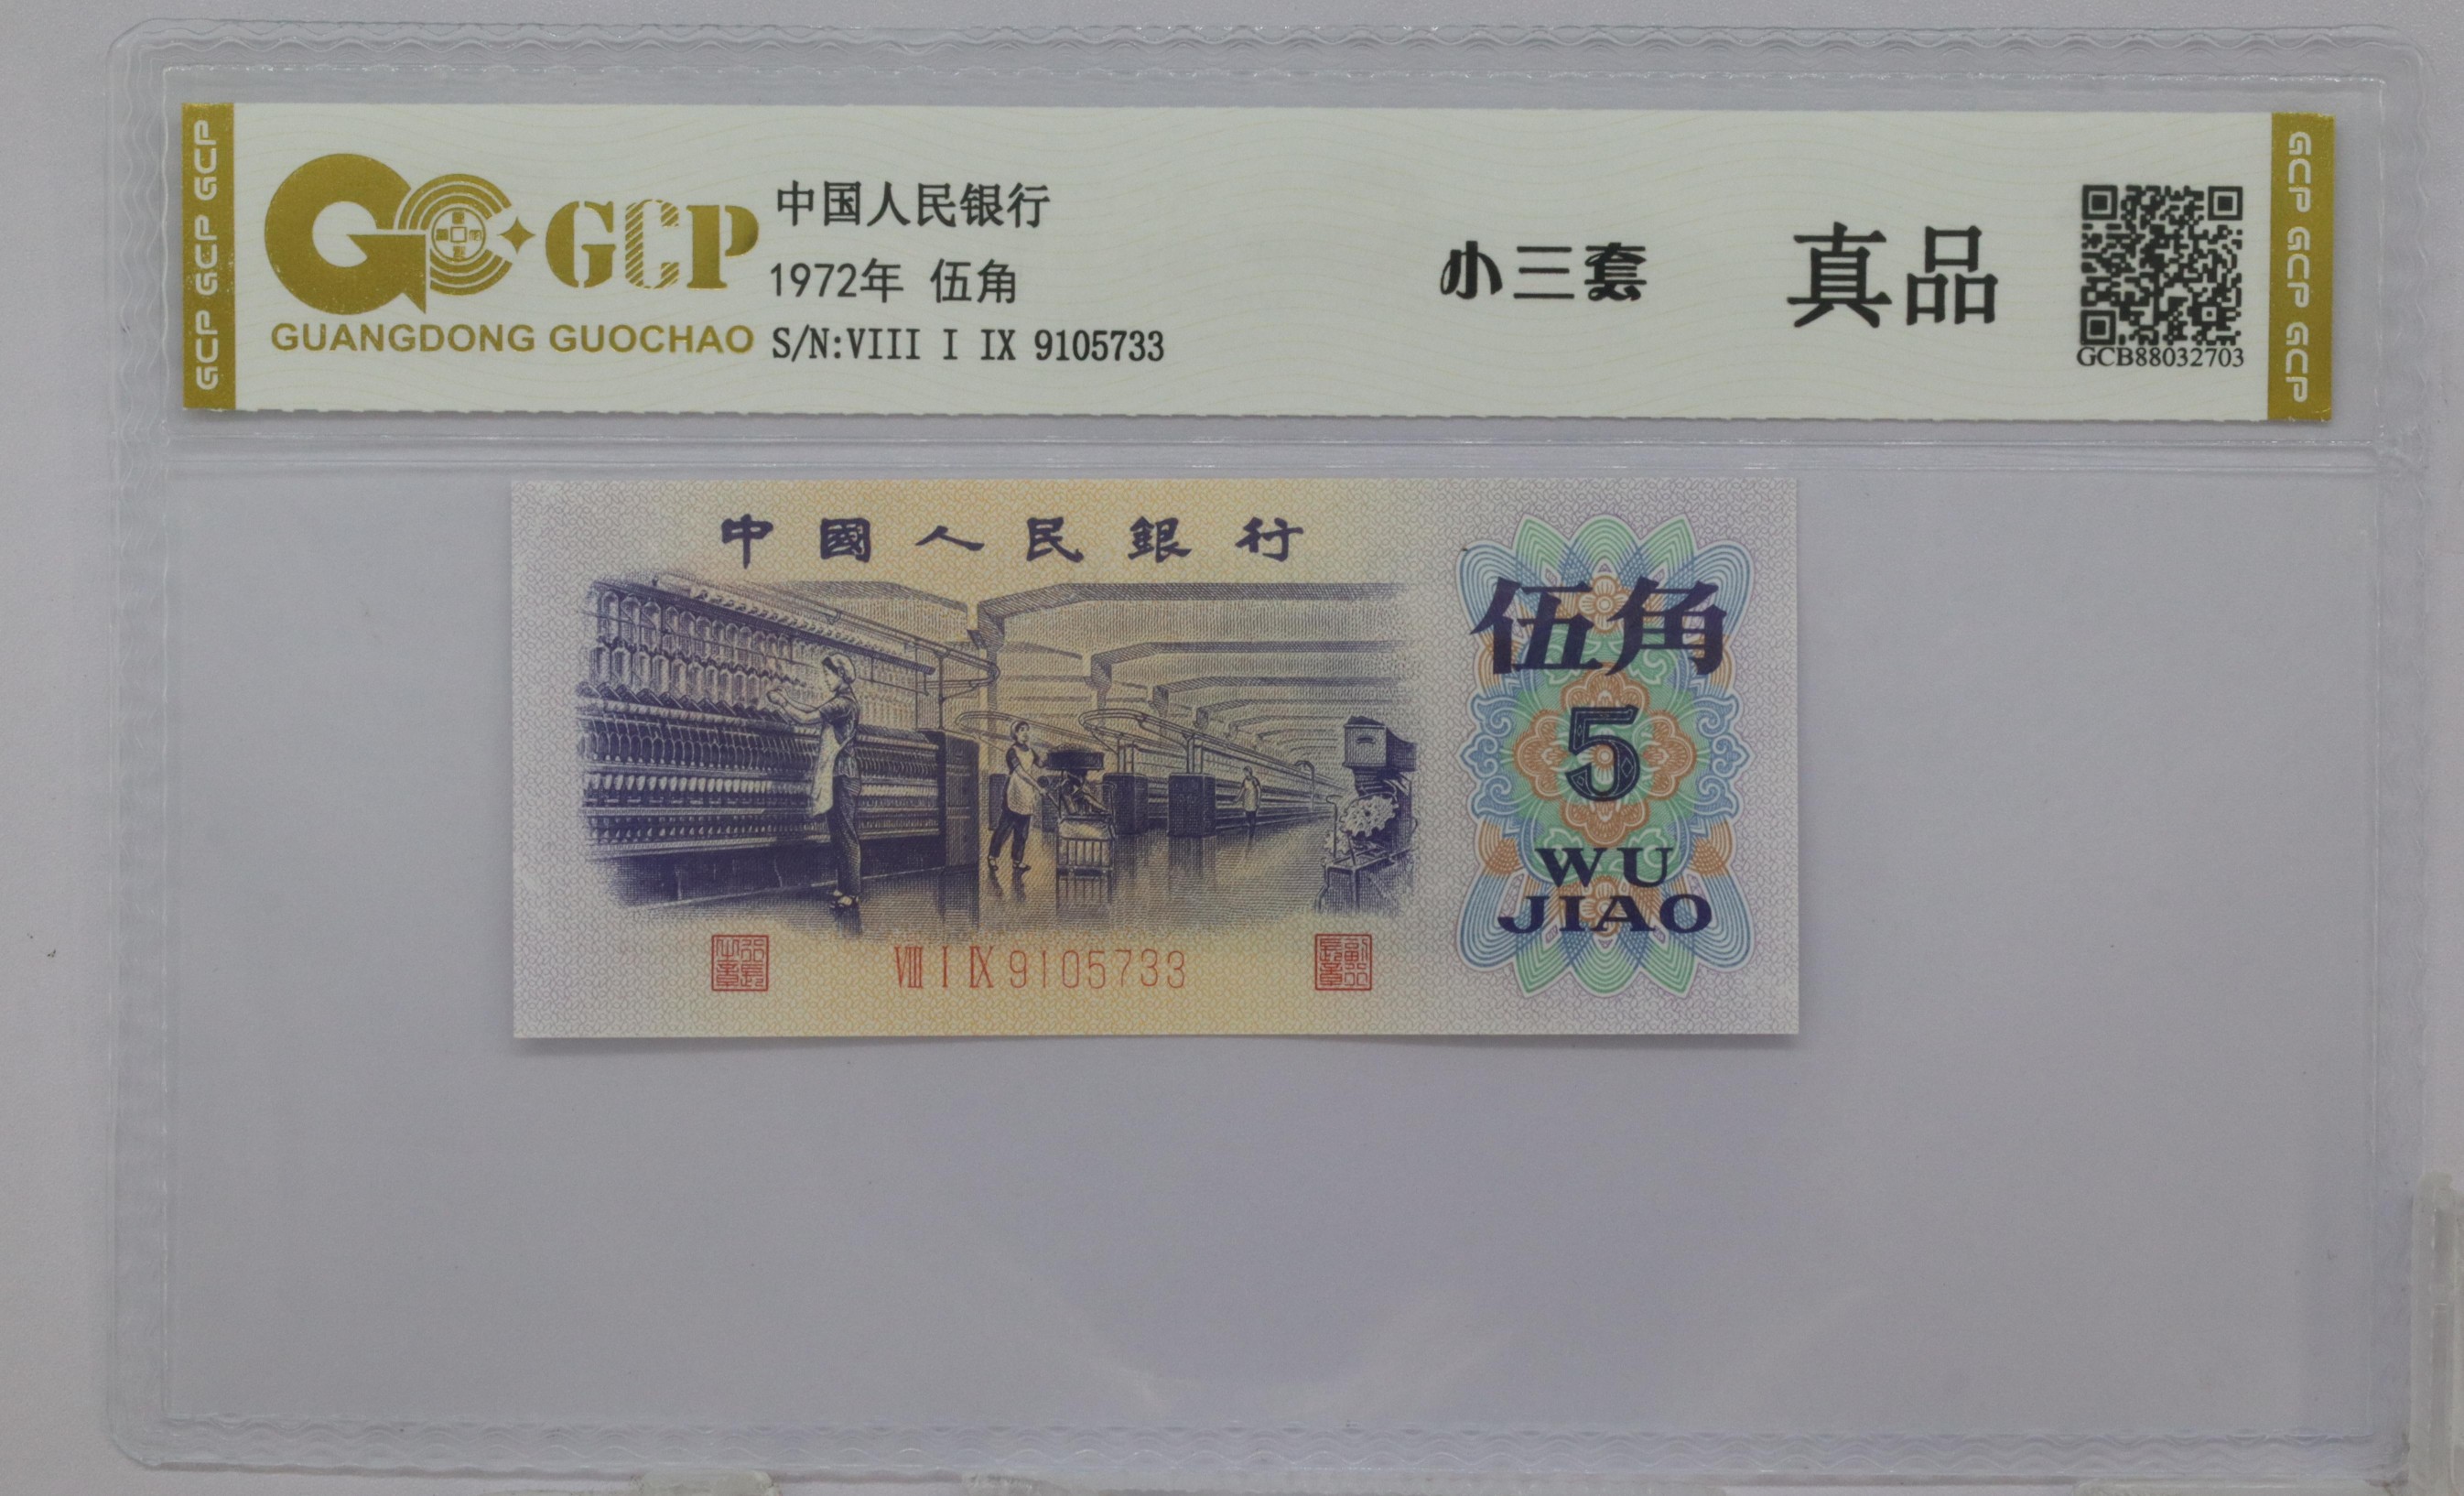 GCP GCP GCP
GCP
GUANGDONG GUOCHAO
中国人民银行
1972年 伍角
S/N:VIII I IX 9105733
小三套
真品
GCB88032703
GCP GCP GCP
中國人民銀行
伍角
5
WU
JIAO
VIII I IX 9105733